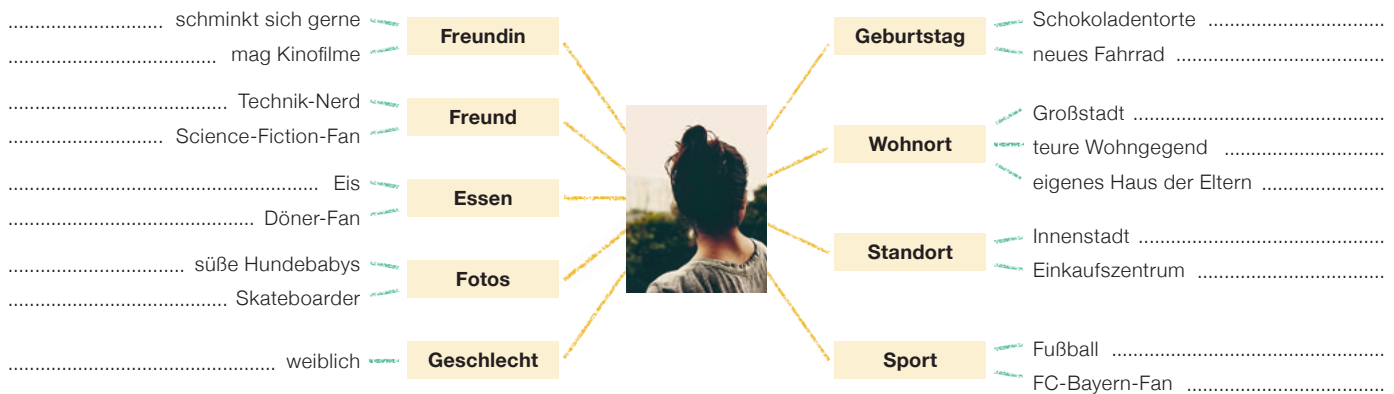 schminkt sich gerne
mag Kinofilme
Freundin
Technik-Nerd
Science-Fiction-Fan
Freund
Eis
Döner-Fan
Essen
süße Hundebabys
Skateboarder
Fotos
weiblich
Geschlecht
Geburtstag
Schokoladentorte
neues Fahrrad
Wohnort
Großstadt
teure Wohngegend
eigenes Haus der Eltern
Standort
Innenstadt
Einkaufszentrum
Sport
Fußball
FC-Bayern-Fan